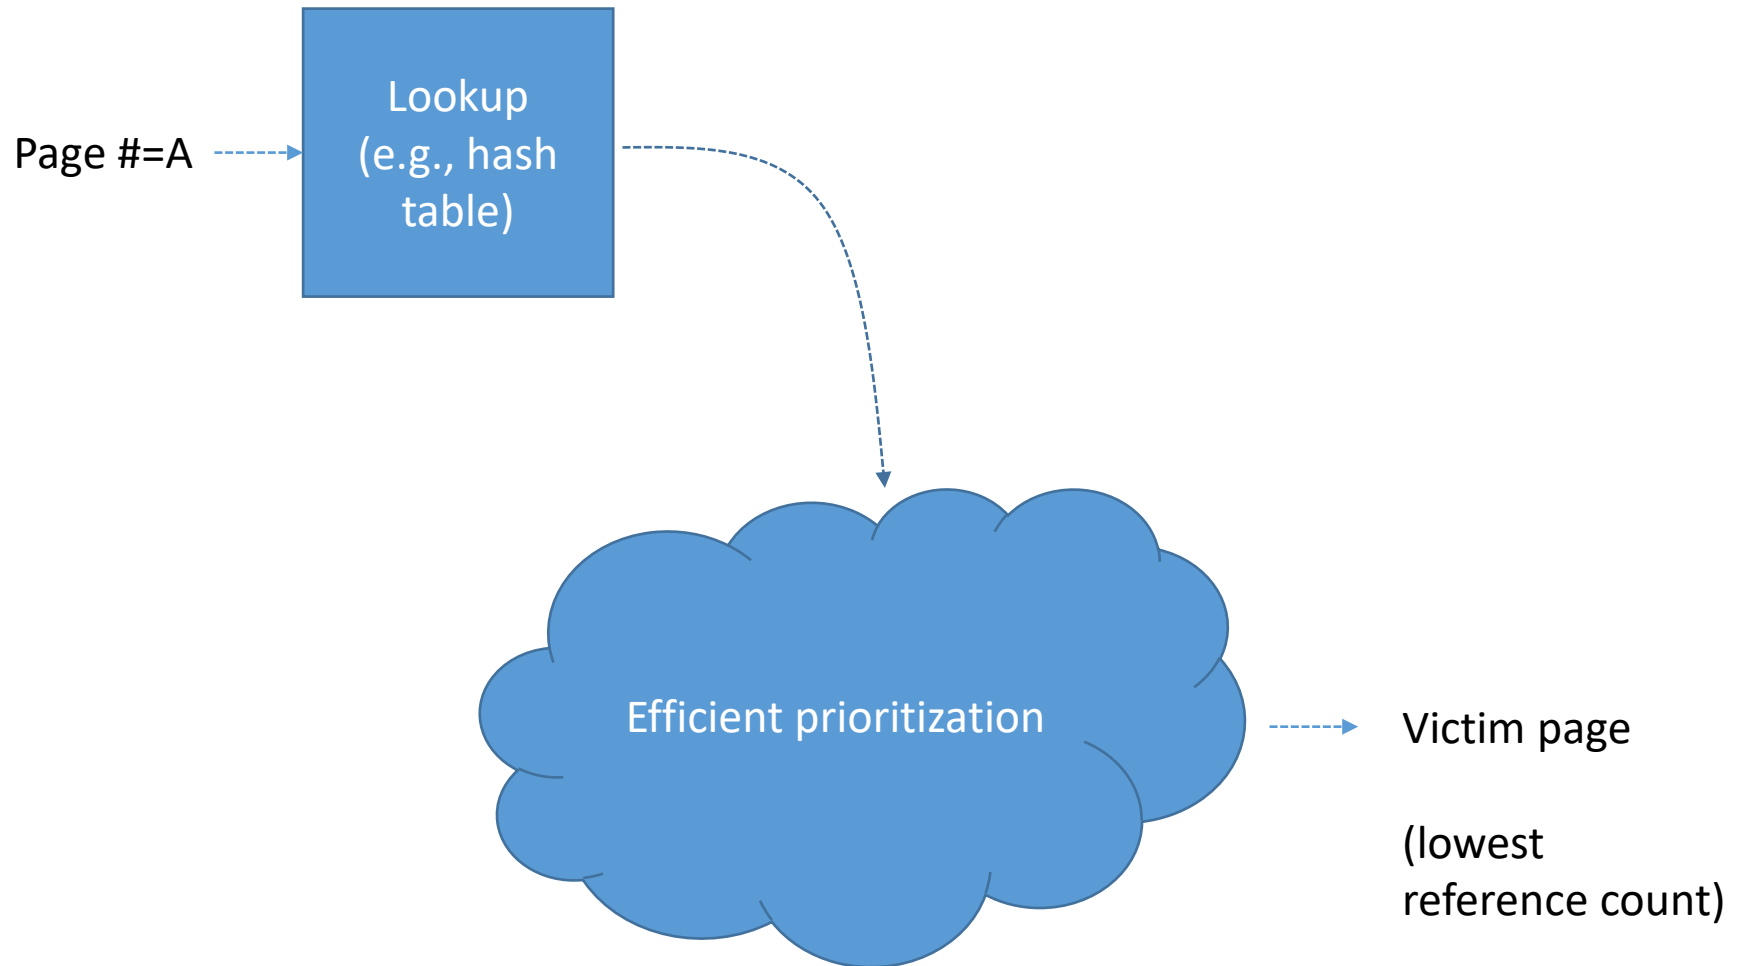 Lookup
(e.g., hash
table)
Page #=A
Efficient prioritization
Victim page
(lowest
reference count)